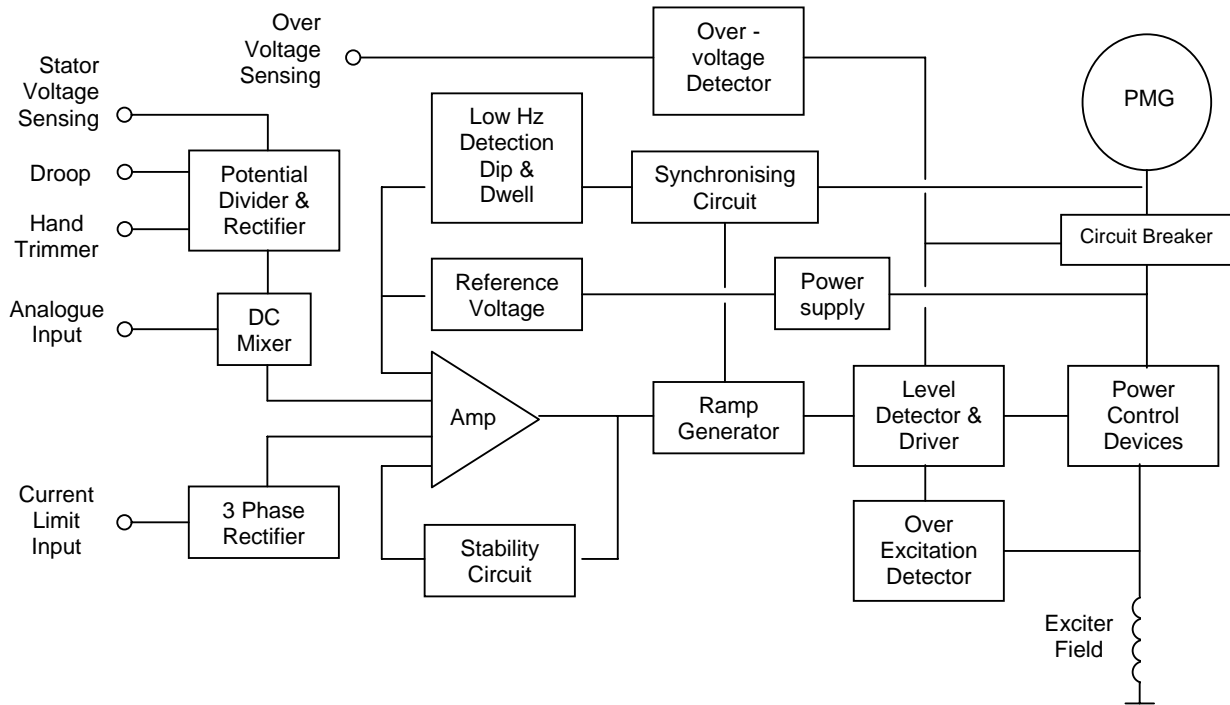 Over
Voltage
Sensing
Over -
voltage
Detector
PMG
Stator
Voltage
Sensing
Low Hz
Detection
Dip &
Dwell
Droop
Potential
Divider &
Rectifier
Synchronising
Circuit
Hand
Trimmer
Circuit Breaker
Analogue
Input
DC
Mixer
Reference
Voltage
Power
supply
Amp
Ramp
Generator
Level
Detector &
Driver
Power
Control
Devices
Current
Limit
Input
3 Phase
Rectifier
Stability
Circuit
Over
Excitation
Detector
Exciter
Field